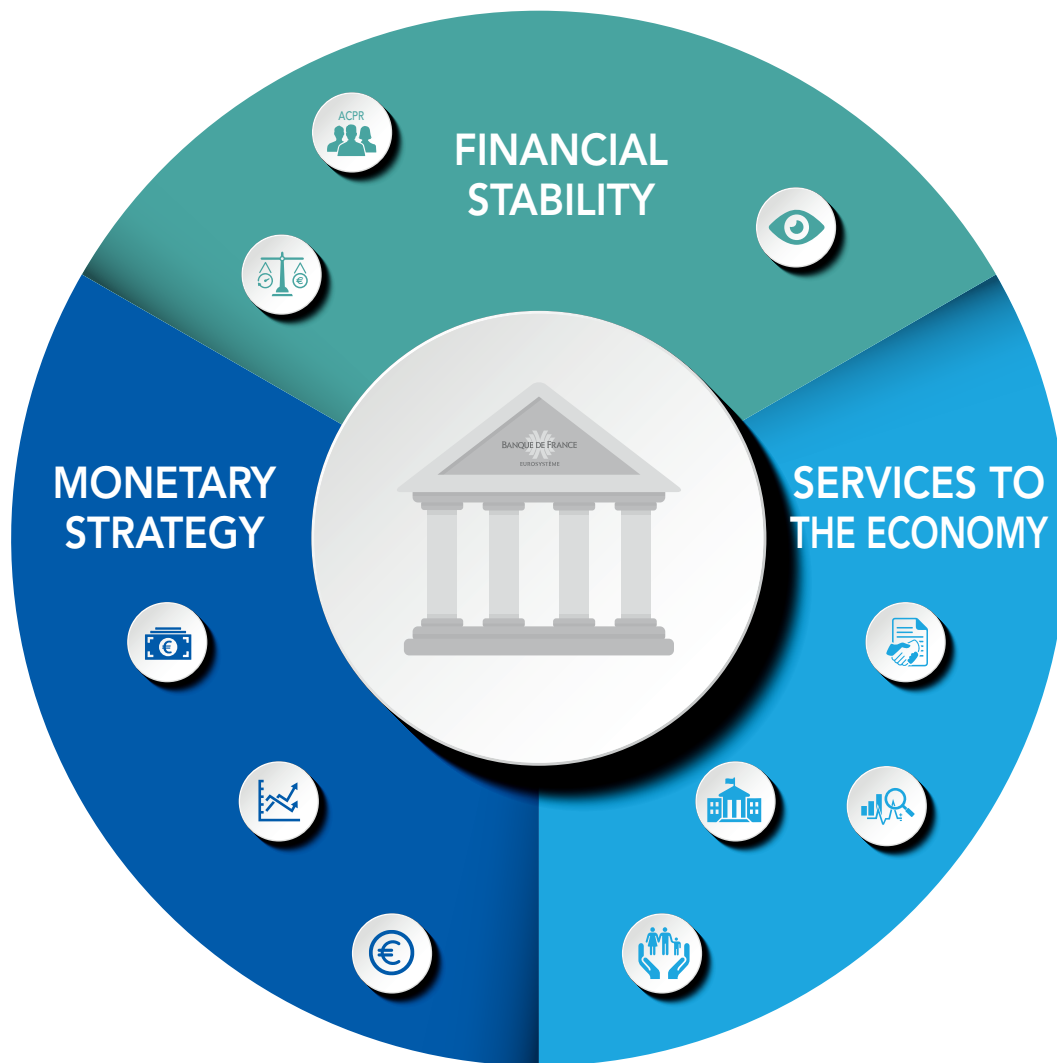 ACPR
FINANCIAL
STABILITY
€
BANQUE DE FRANCE
EUROSYSTÈME
MONETARY
STRATEGY
SERVICES TO
THE ECONOMY
€
€